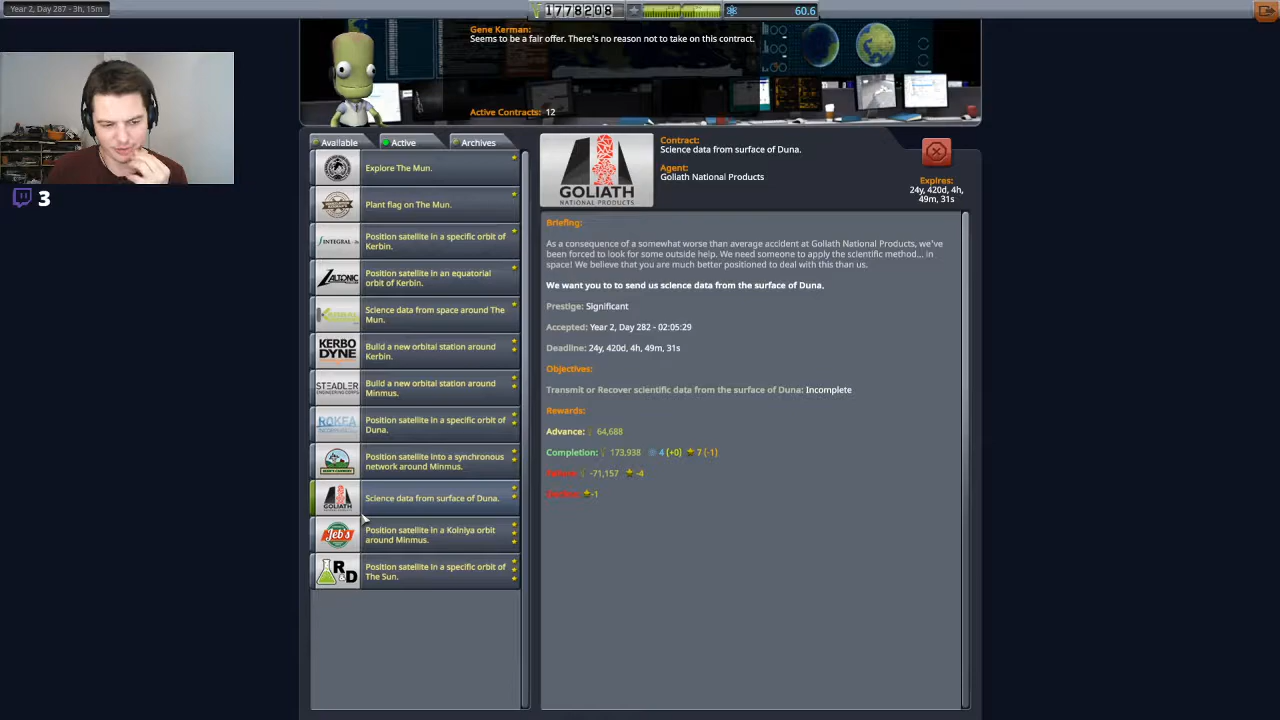 Year 2, Day 287 - 3h, 15m
1778208
60.6
Gene Kerman:
Seems to be a fair offer. There's no reason not to take on this contract.
Active Contracts: 12
Available
Active
Archives
3
Explore The Mun.
Plant flag on The Mun.
INTEGRAL
Position satellite in a specific orbit of
Kerbin.
ZALTONIC
Position satellite in an equatorial
orbit of Kerbin.
Science data from space around The
Mun.
KERBO
DYNE
Build a new orbital station around
Kerbin.
STEADLER
Build a new orbital station around
Minmus.
ROKEA
Position satellite in a specific orbit of
Duna.
Position satellite into a synchronous
network around Minmus.
Science data from surface of Duna.
Jeb's
Position satellite in a Kolniya orbit
around Minmus.
R&D
Position satellite in a specific orbit of
The Sun.
GOLIATH
NATIONAL PRODUCTS
Contract:
Science data from surface of Duna.
Agent:
Goliath National Products
Expires:
24y, 420d, 4h,
49m, 31s
Briefing:
As a consequence of a somewhat worse than average accident at Goliath National Products, we've
been forced to look for some outside help. We need someone to apply the scientific method... in
space! We believe that you are much better positioned to deal with this than us.
We want you to to send us science data from the surface of Duna.
Prestige: Significant
Accepted: Year 2, Day 282 - 02:05:29
Deadline: 24y, 420d, 4h, 49m, 31s
Objectives:
Transmit or Recover scientific data from the surface of Duna: Incomplete
Rewards:
Advance: 64,688
Completion: 173,938 4 (+0) 7 (-1)
-71,157 -4
-1